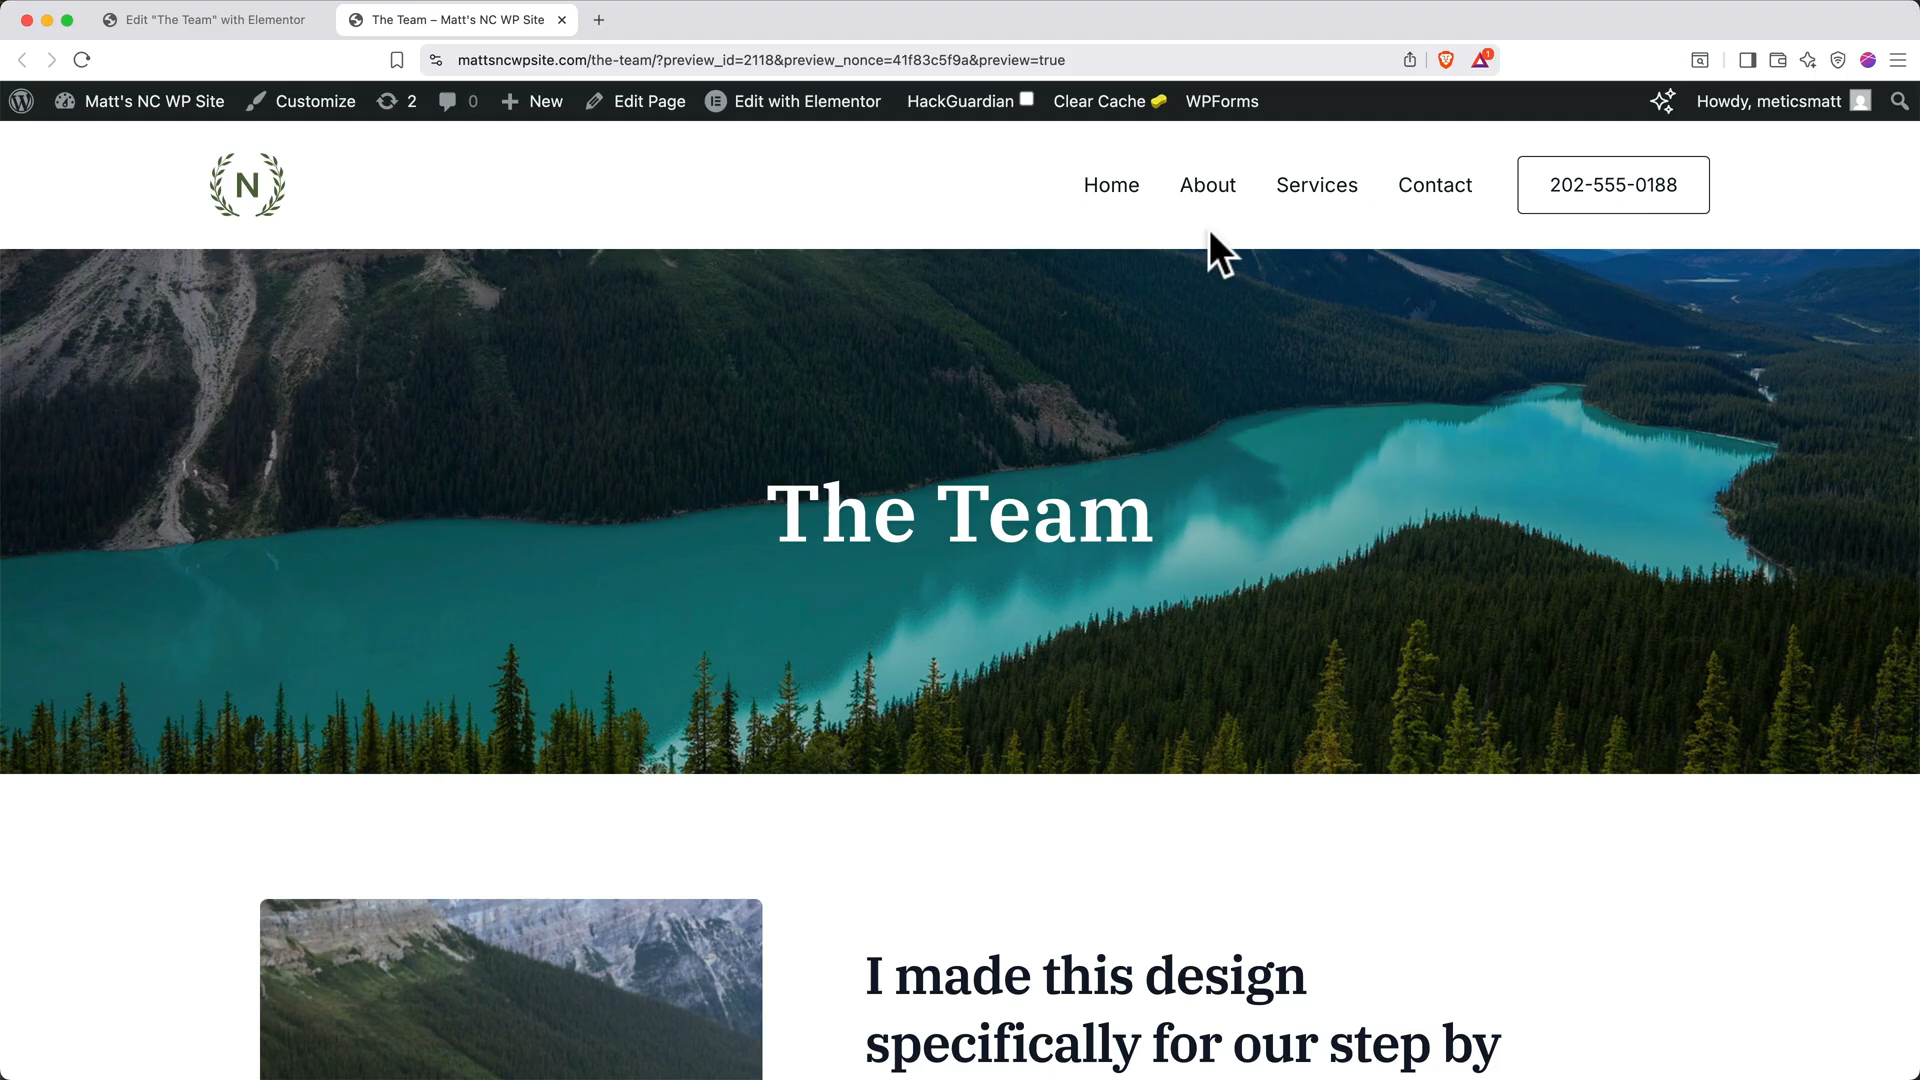 Edit "The Team" with Elementor
The Team – Matt's NC WP Site
mattsncwpsite.com/the-team/?preview_id=2118&preview_nonce=41f83c5f9a&preview=true
1
Matt's NC WP Site Customize 2 0 New Edit Page Edit with Elementor HackGuardian Clear Cache WPForms Howdy, meticsmatt
N
Home About Services Contact 202-555-0188
The Team
I made this design
specifically for our step by